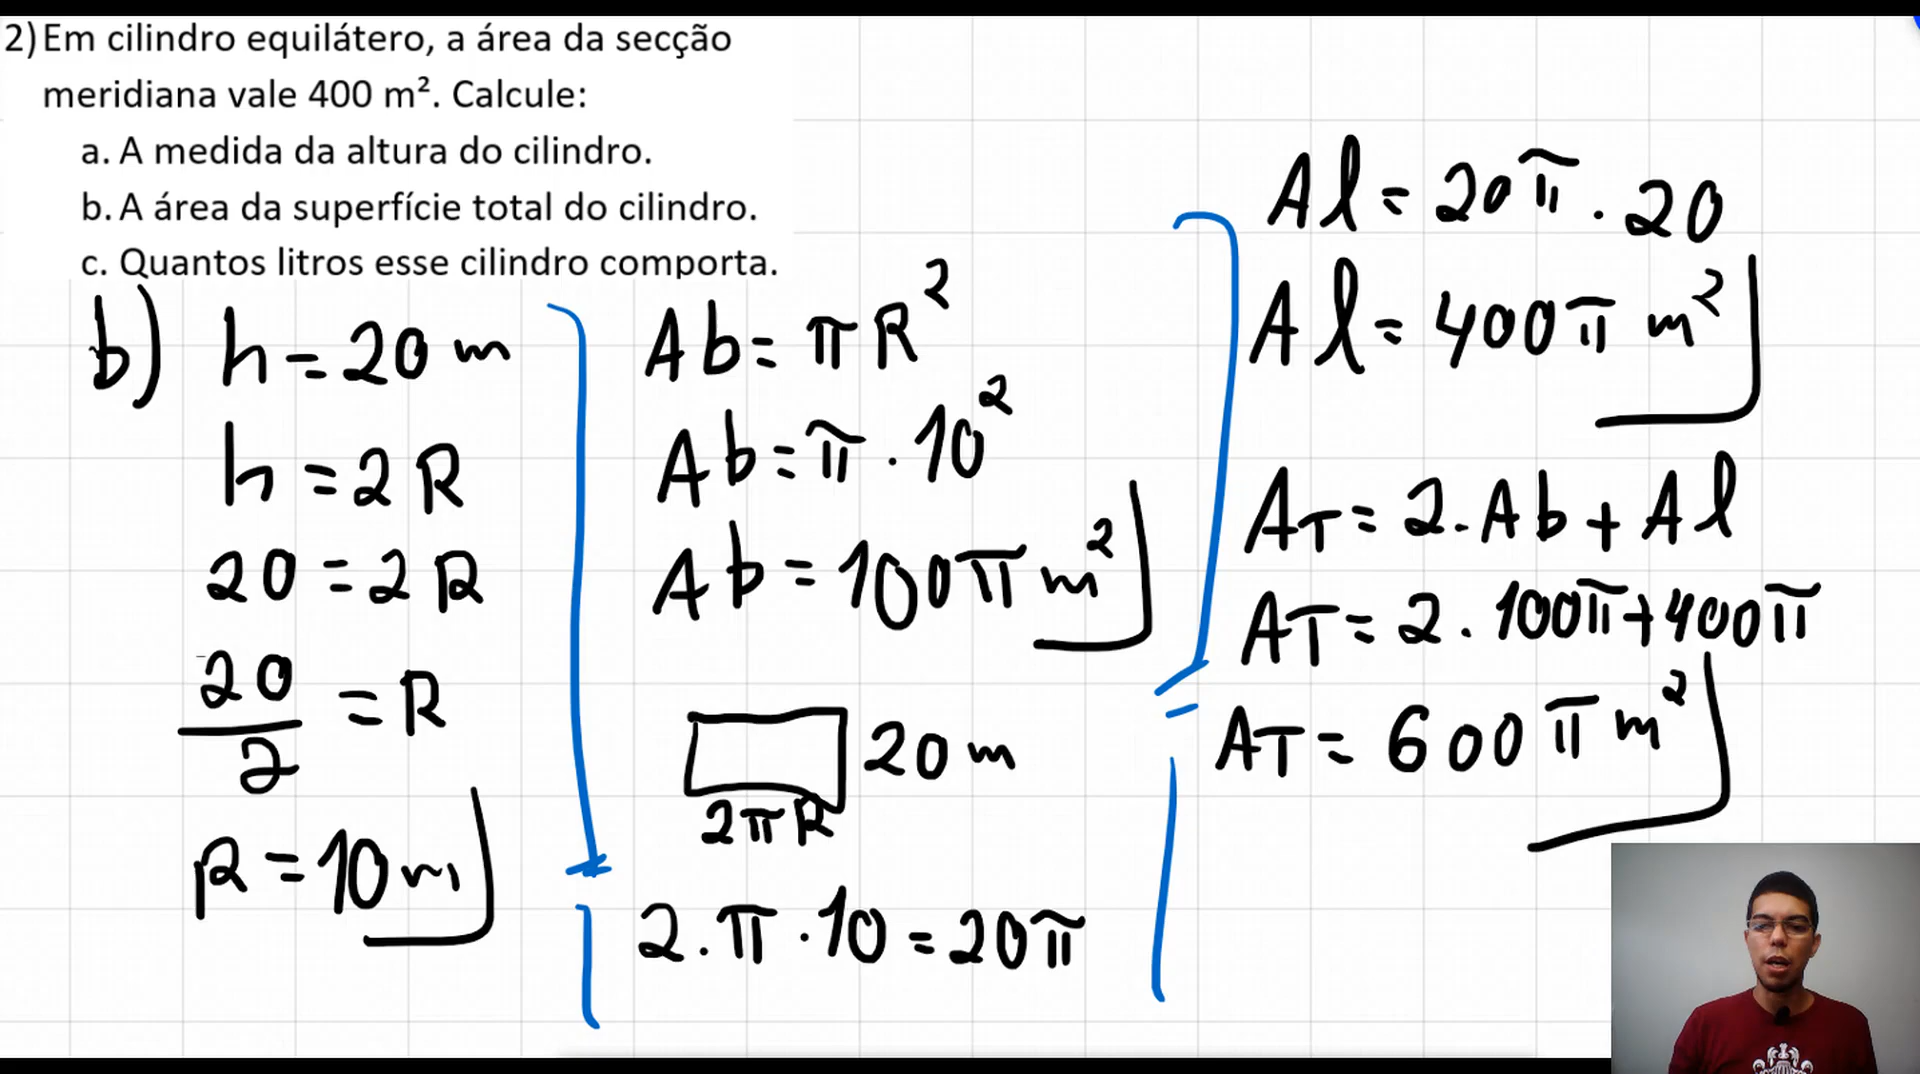 2) Em cilindro equilátero, a área da secção
meridiana vale 400 m². Calcule:
a. A medida da altura do cilindro.
b. A área da superfície total do cilindro.
c. Quantos litros esse cilindro comporta.
b) h = 20 m
h = 2R
20 = 2R
20/2 = R
R = 10 m
Ab = πR²
Ab = π . 10²
Ab = 100π m²
20 m
2πR
2 . π . 10 = 20π
Al = 20π . 20
Al = 400π m²
AT = 2 . Ab + Al
AT = 2 . 100π + 400π
AT = 600π m²